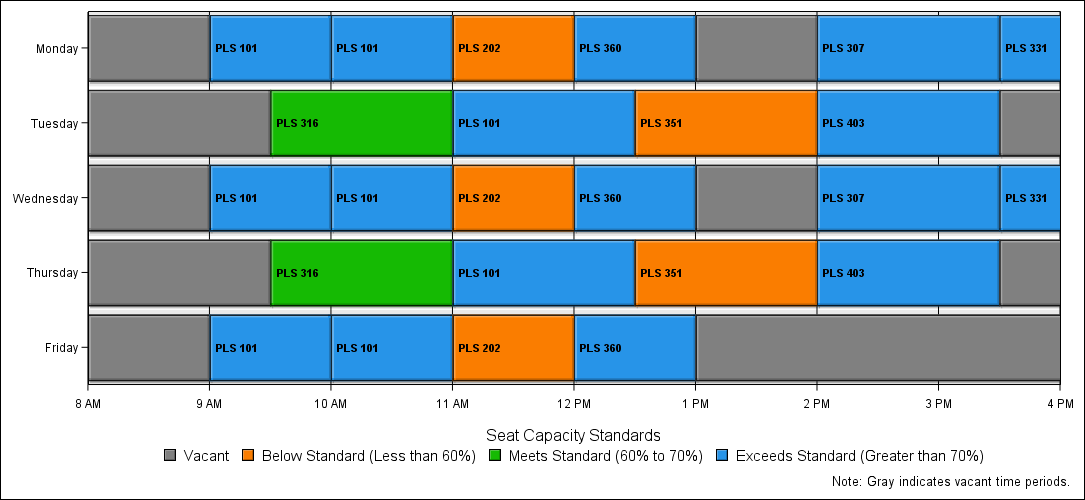 Monday PLS 101 PLS 101 PLS 202 PLS 360 PLS 307 PLS 331
Tuesday PLS 316 PLS 101 PLS 351 PLS 403
Wednesday PLS 101 PLS 101 PLS 202 PLS 360 PLS 307 PLS 331
Thursday PLS 316 PLS 101 PLS 351 PLS 403
Friday PLS 101 PLS 101 PLS 202 PLS 360
8 AM 9 AM 10 AM 11 AM 12 PM 1 PM 2 PM 3 PM 4 PM
Seat Capacity Standards
Vacant Below Standard (Less than 60%) Meets Standard (60% to 70%) Exceeds Standard (Greater than 70%)
Note: Gray indicates vacant time periods.